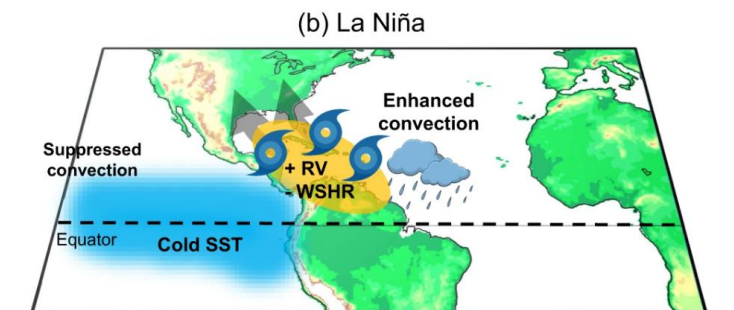 (b) La Niña
Enhanced
convection
Suppressed
convection
+ RV
- WSHR
Equator
Cold SST